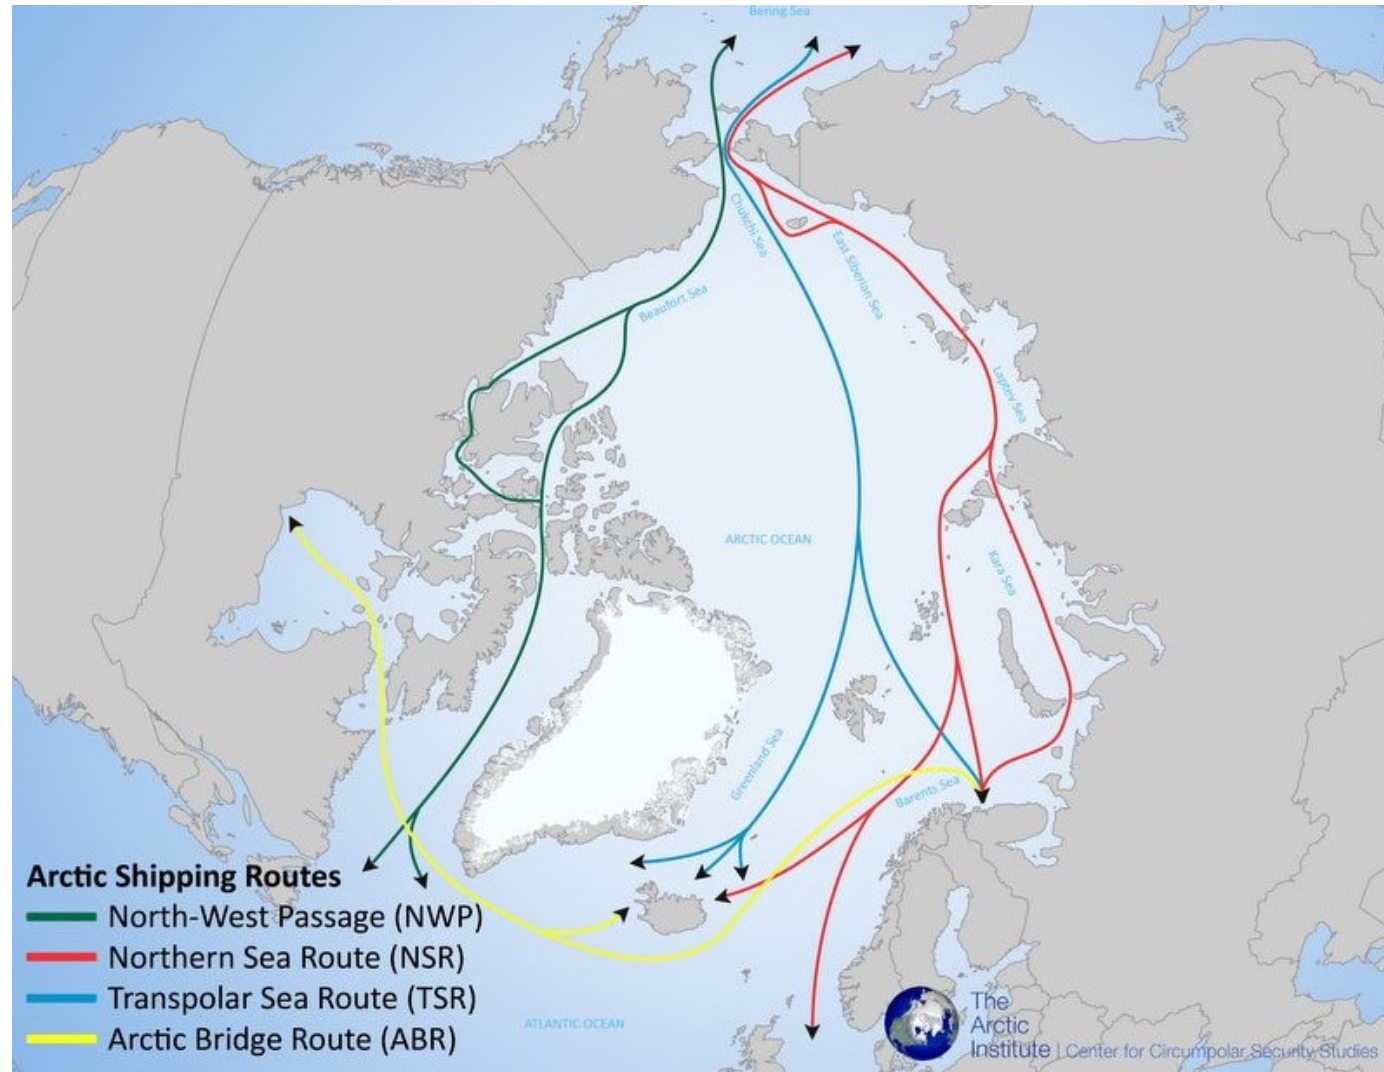 Bering Sea
Chukchi Sea
East Siberian Sea
Beaufort Sea
Laptev Sea
ARCTIC OCEAN
Kara Sea
Greenland Sea
Barents Sea
Arctic Shipping Routes
North-West Passage (NWP)
Northern Sea Route (NSR)
Transpolar Sea Route (TSR)
Arctic Bridge Route (ABR)
ATLANTIC OCEAN
The
Arctic
Institute | Center for Circumpolar Security Studies